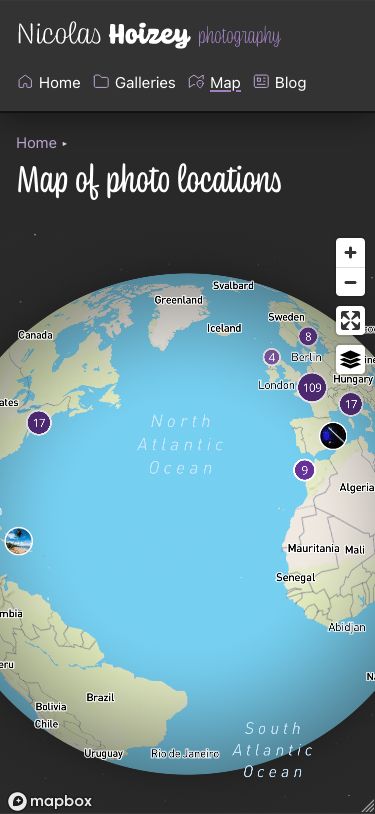 Nicolas Hoizey photography
Home Galleries Map Blog
Home ▸
Map of photo locations
Svalbard
Greenland
Sweden
Iceland
Canada
8
4
Berlin
London
109
Hungary
ates
17
17
North
Atlantic
Ocean
9
Algeria
Mauritania Mali
Senegal
mbia
Abidjan
eru
Bolivia
Brazil
Chile
South
Atlantic
Ocean
Uruguay
Rio de Janeiro
mapbox